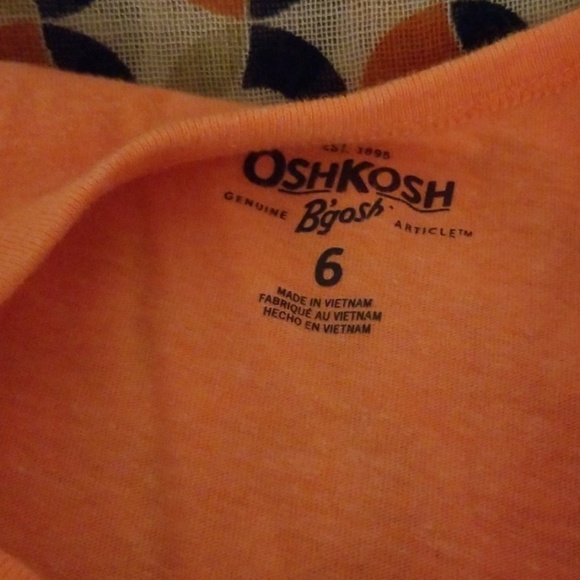 EST. 1895
OSHKOSH
GENUINE B'gosh ARTICLE™
6
MADE IN VIETNAM
FABRIQUÉ AU VIETNAM
HECHO EN VIETNAM